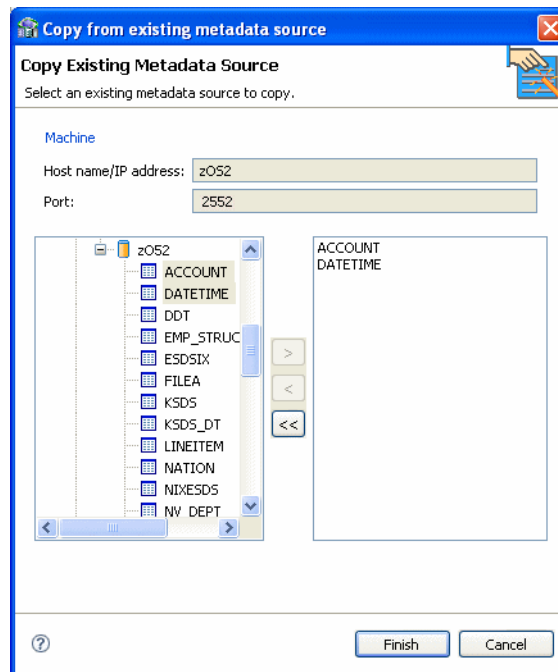 Copy from existing metadata source
Copy Existing Metadata Source
Select an existing metadata source to copy.
Machine
Host name/IP address: zOS2
Port: 2552
zOS2
ACCOUNT
DATETIME
DDT
EMP_STRUC
ESDSIX
FILEA
KSDS
KSDS_DT
LINEITEM
NATION
NIXESDS
NV_DEPT
>
<
<<
ACCOUNT
DATETIME
?
Finish Cancel